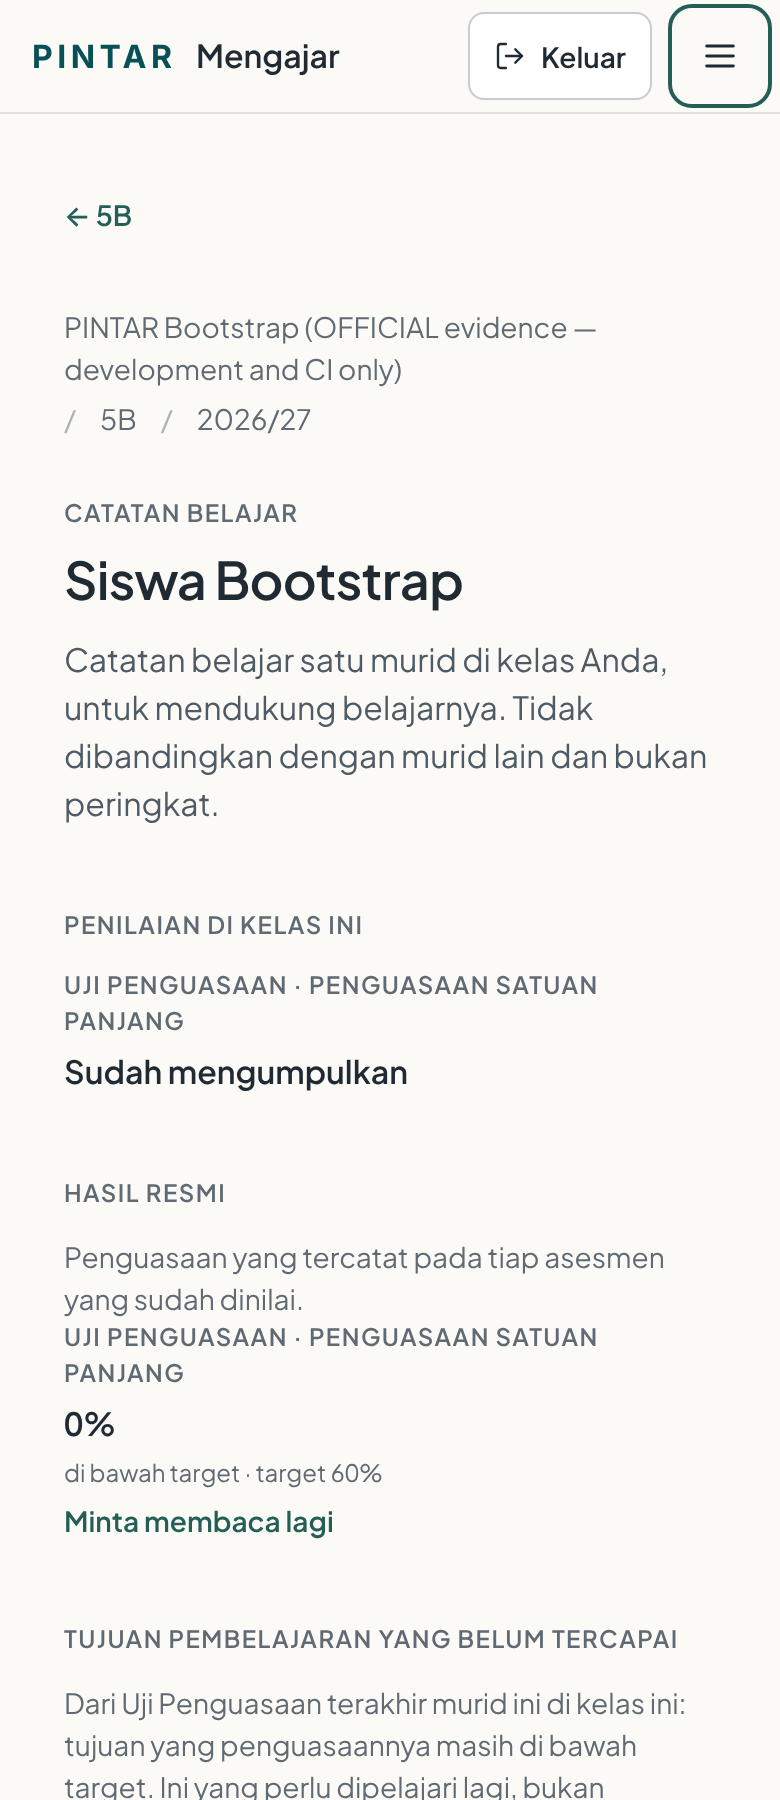 PINTAR Mengajar
Keluar
← 5B
PINTAR Bootstrap (OFFICIAL evidence —
development and CI only)
/ 5B / 2026/27
CATATAN BELAJAR
Siswa Bootstrap
Catatan belajar satu murid di kelas Anda,
untuk mendukung belajarnya. Tidak
dibandingkan dengan murid lain dan bukan
peringkat.
PENILAIAN DI KELAS INI
UJI PENGUASAAN · PENGUASAAN SATUAN
PANJANG
Sudah mengumpulkan
HASIL RESMI
Penguasaan yang tercatat pada tiap asesmen
yang sudah dinilai.
UJI PENGUASAAN · PENGUASAAN SATUAN
PANJANG
0%
di bawah target · target 60%
Minta membaca lagi
TUJUAN PEMBELAJARAN YANG BELUM TERCAPAI
Dari Uji Penguasaan terakhir murid ini di kelas ini:
tujuan yang penguasaannya masih di bawah
target. Ini yang perlu dipelajari lagi, bukan